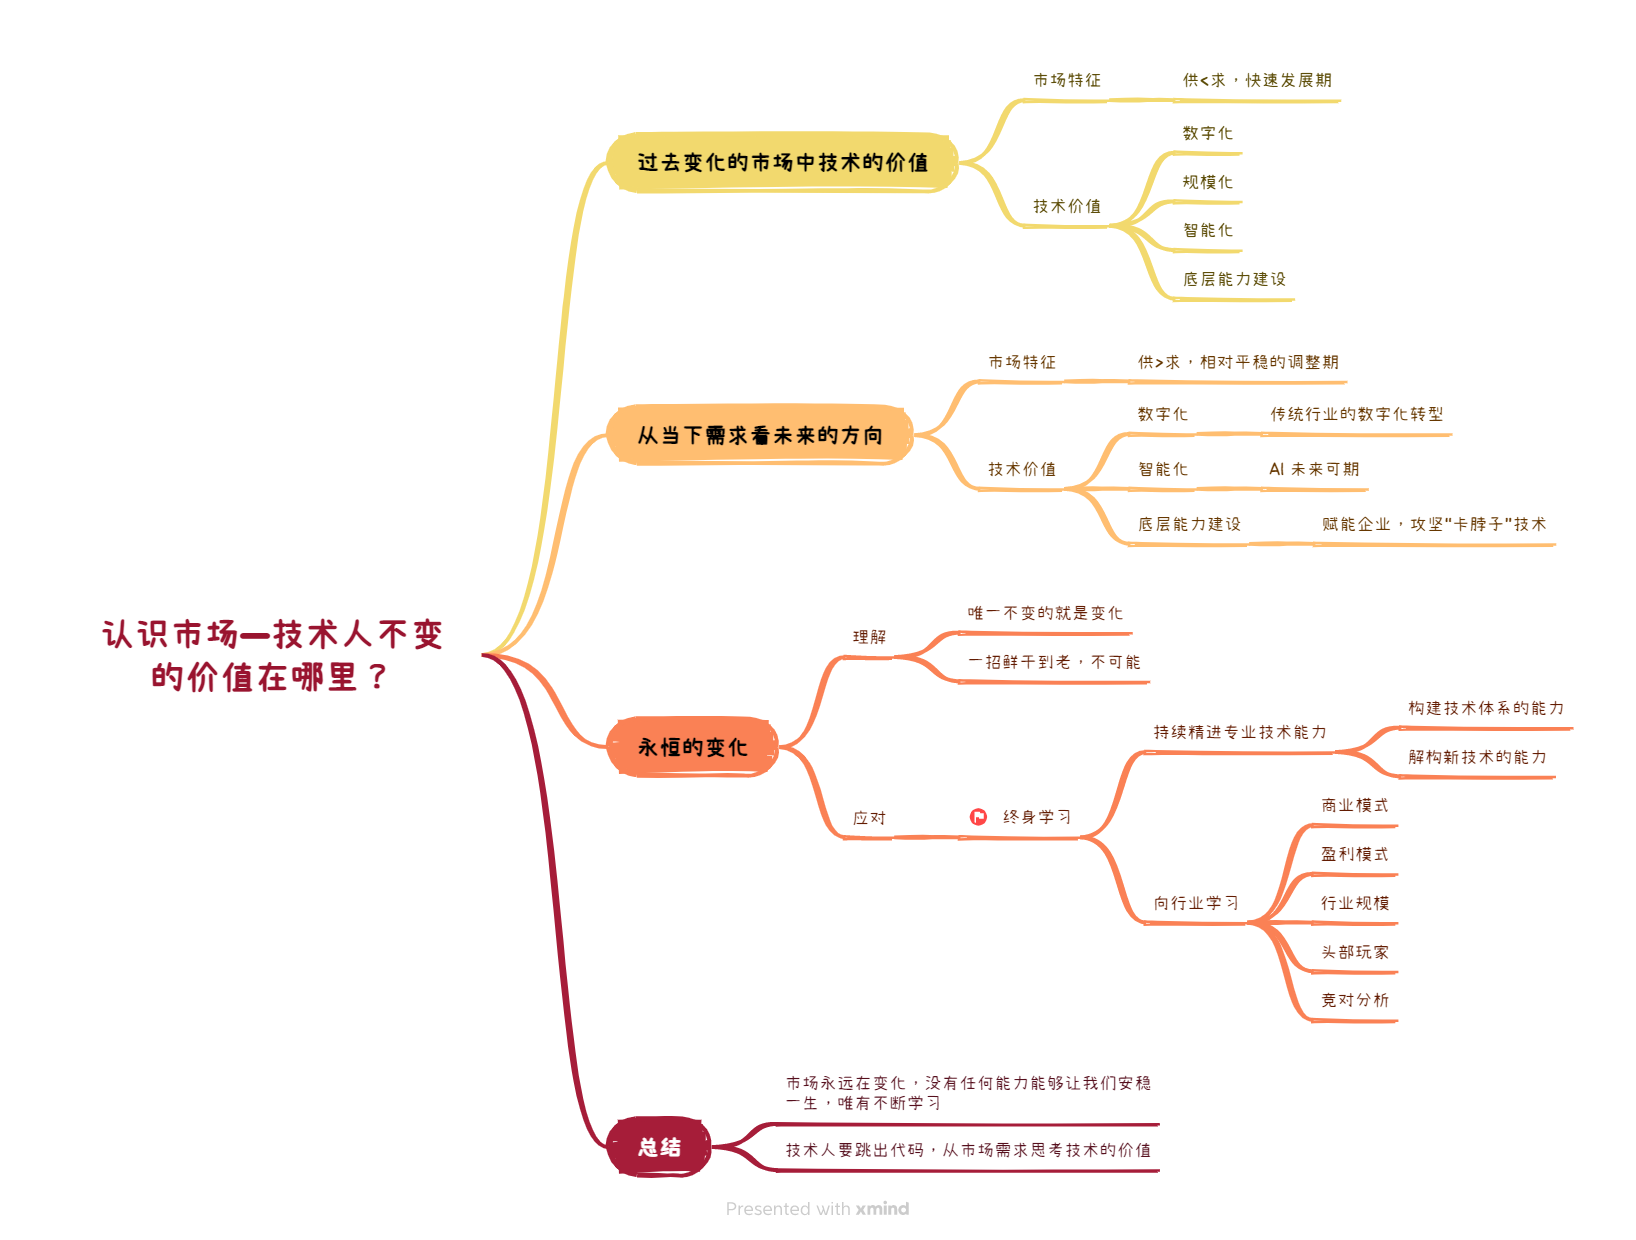 认识市场—技术人不变
的价值在哪里？
过去变化的市场中技术的价值
市场特征
供<求，快速发展期
技术价值
数字化
规模化
智能化
底层能力建设
从当下需求看未来的方向
市场特征
供>求，相对平稳的调整期
技术价值
数字化
传统行业的数字化转型
智能化
AI 未来可期
底层能力建设
赋能企业，攻坚“卡脖子”技术
永恒的变化
理解
唯一不变的就是变化
一招鲜干到老，不可能
应对
终身学习
持续精进专业技术能力
构建技术体系的能力
解构新技术的能力
向行业学习
商业模式
盈利模式
行业规模
头部玩家
竞对分析
总结
市场永远在变化，没有任何能力能够让我们安稳
一生，唯有不断学习
技术人要跳出代码，从市场需求思考技术的价值
Presented with xmind